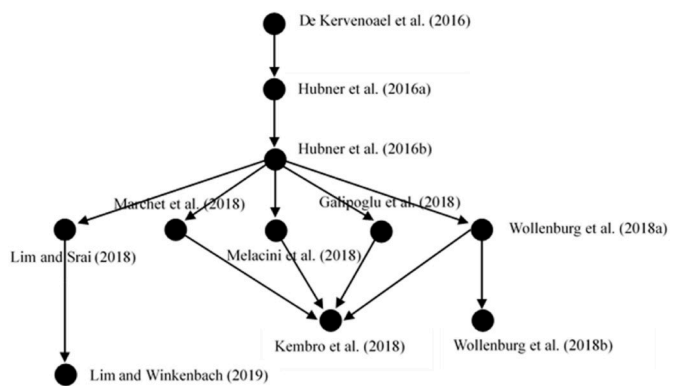 De Kervenoael et al. (2016)
Hubner et al. (2016a)
Hubner et al. (2016b)
Marchet et al. (2018)
Galipoglu et al. (2018)
Wollenburg et al. (2018a)
Lim and Srai (2018)
Melacini et al. (2018)
Kembro et al. (2018)
Wollenburg et al. (2018b)
Lim and Winkenbach (2019)